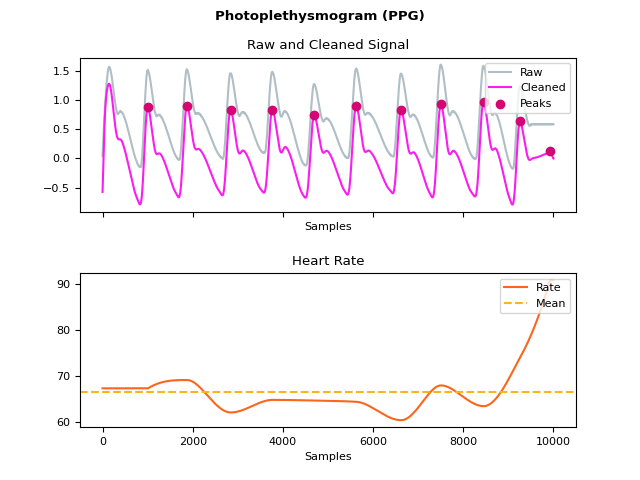 Photoplethysmogram (PPG)
Raw and Cleaned Signal
1.5
1.0
0.5
0.0
−0.5
Raw
Cleaned
Peaks
Samples
Heart Rate
90
80
70
60
Rate
Mean
0 2000 4000 6000 8000 10000
Samples